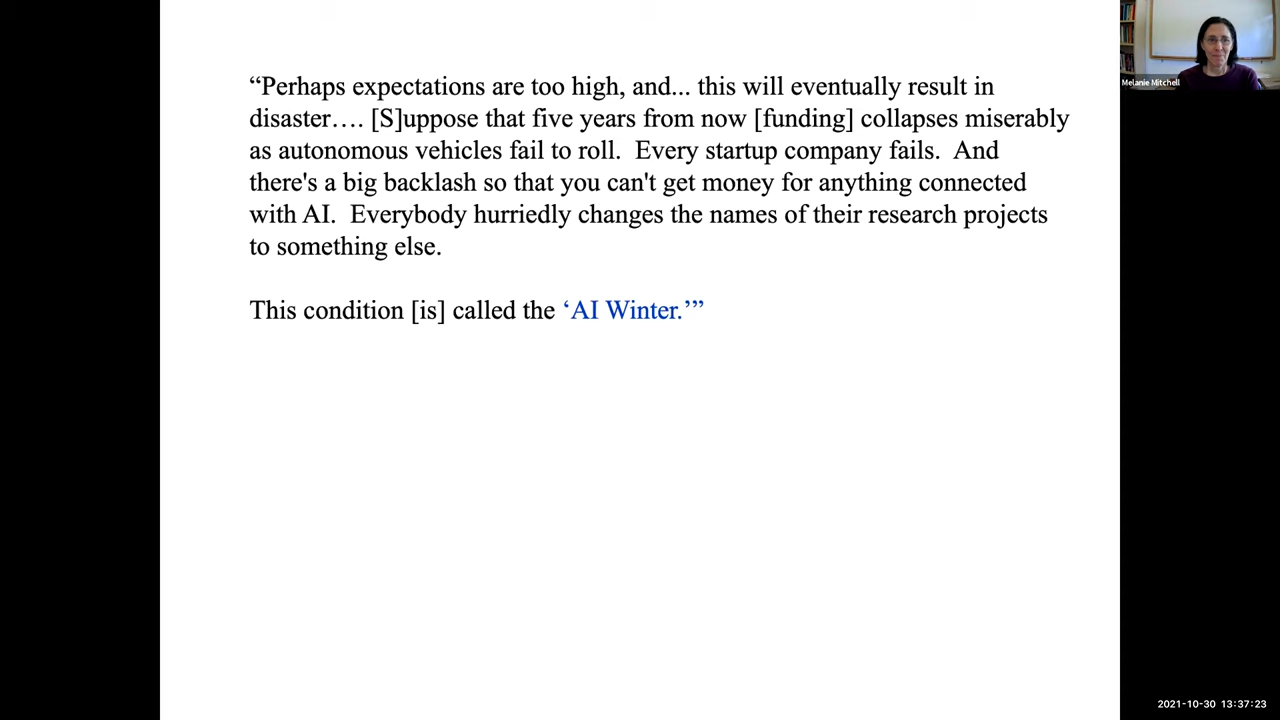 “Perhaps expectations are too high, and... this will eventually result in
disaster…. [S]uppose that five years from now [funding] collapses miserably
as autonomous vehicles fail to roll.  Every startup company fails.  And
there's a big backlash so that you can't get money for anything connected
with AI.  Everybody hurriedly changes the names of their research projects
to something else.
This condition [is] called the ‘AI Winter.’”
Melanie Mitchell
2021-10-30 13:37:23